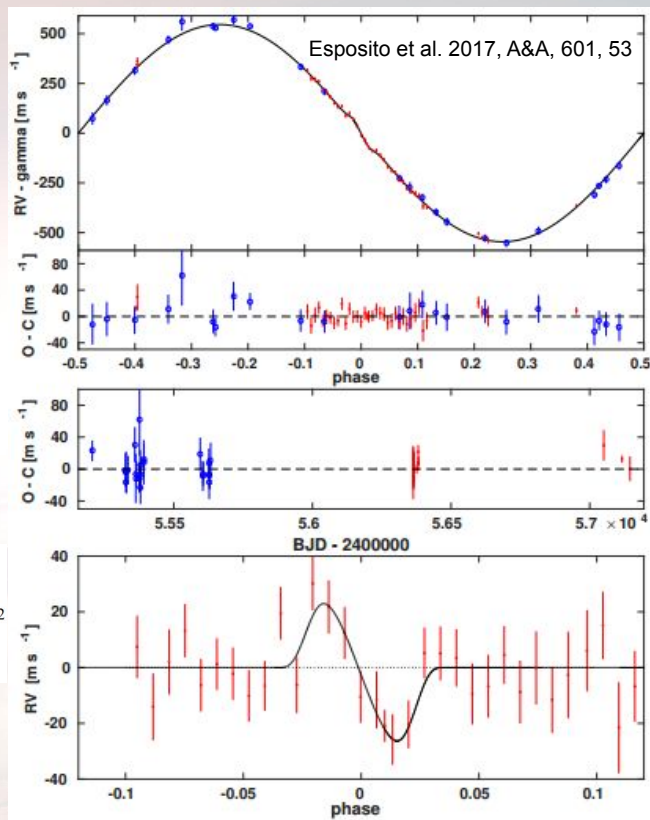 Esposito et al. 2017, A&A, 601, 53
RV - gamma [m s⁻¹]
500
250
0
-250
-500
O - C [m s⁻¹]
80
40
0
-40
-0.5 -0.4 -0.3 -0.2 -0.1 0 0.1 0.2 0.3 0.4 0.5
phase
O - C [m s⁻¹]
80
40
0
-40
5.55 5.6 5.65 5.7 × 10⁴
BJD - 2400000
2
RV [m s⁻¹]
40
20
0
-20
-40
-0.1 -0.05 0 0.05 0.1
phase